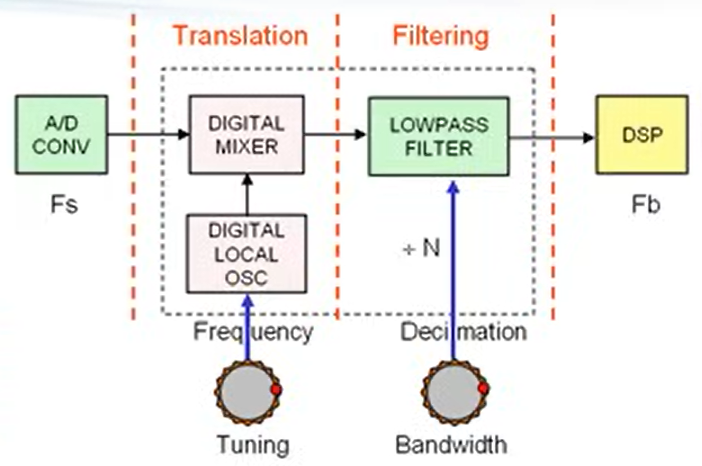 Translation
Filtering
A/D
CONV
DIGITAL
MIXER
LOWPASS
FILTER
DSP
Fs
Fb
DIGITAL
LOCAL
OSC
÷ N
Frequency
Decimation
Tuning
Bandwidth